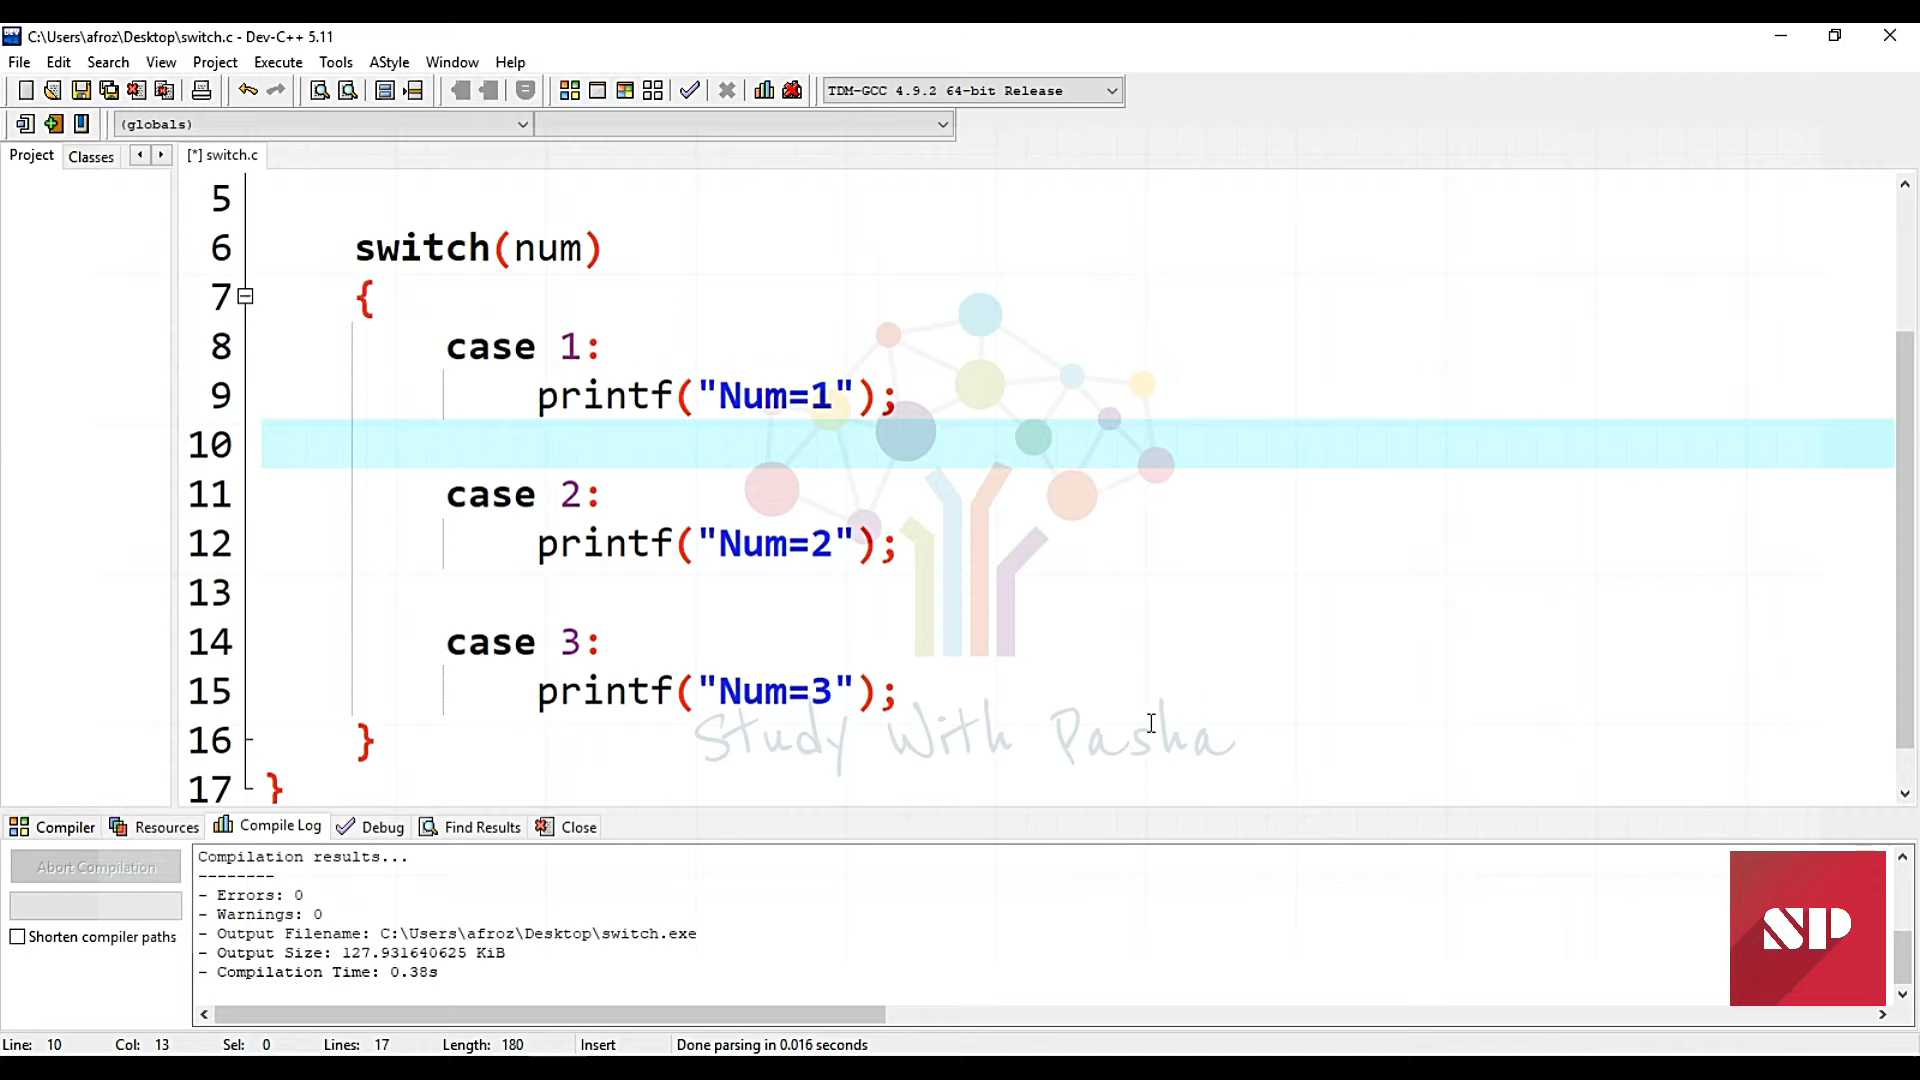 C:\Users\afroz\Desktop\switch.c - Dev-C++ 5.11
File Edit Search View Project Execute Tools AStyle Window Help
TDM-GCC 4.9.2 64-bit Release
(globals)
Project Classes [*] switch.c
5
6 switch(num)
7 {
8 case 1:
9 printf("Num=1");
10
11 case 2:
12 printf("Num=2");
13
14 case 3:
15 printf("Num=3");
16 }
17 }
Study With Pasha
Compiler Resources Compile Log Debug Find Results Close
Abort Compilation
Shorten compiler paths
Compilation results...
--------
- Errors: 0
- Warnings: 0
- Output Filename: C:\Users\afroz\Desktop\switch.exe
- Output Size: 127.931640625 KiB
- Compilation Time: 0.38s
SP
Line: 10 Col: 13 Sel: 0 Lines: 17 Length: 180 Insert Done parsing in 0.016 seconds